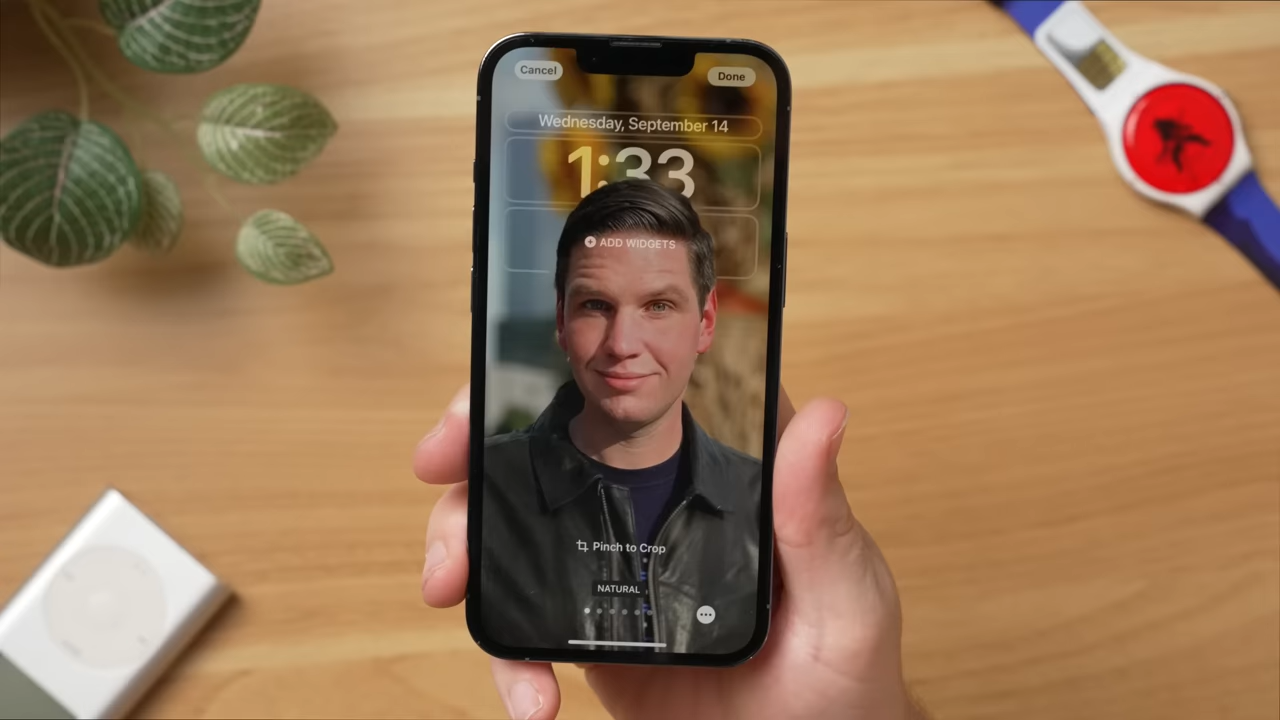 Cancel
Done
Wednesday, September 14
1:33
ADD WIDGETS
Pinch to Crop
NATURAL